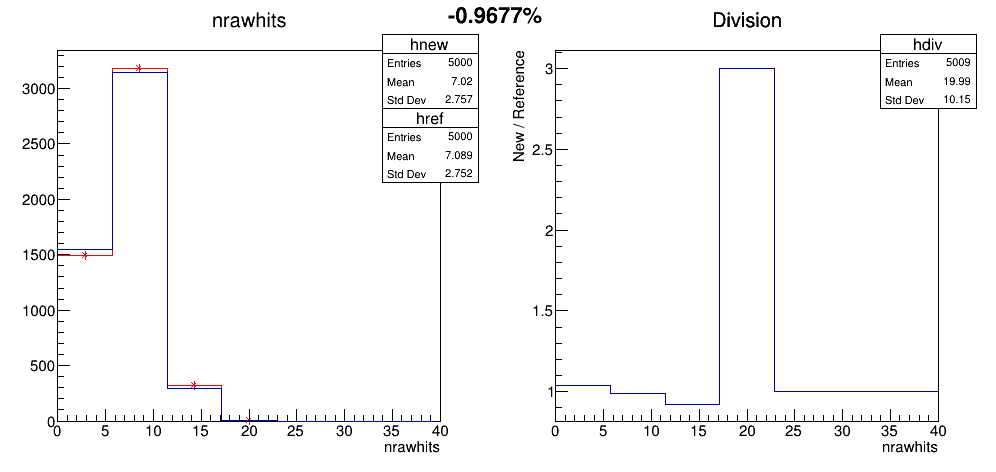 -0.9677%
nrawhits
hnew
Entries 5000
Mean 7.02
Std Dev 2.757
href
Entries 5000
Mean 7.089
Std Dev 2.752
3000
2500
2000
1500
1000
500
0
0 5 10 15 20 25 30 35 40
nrawhits
Division
hdiv
Entries 5009
Mean 19.99
Std Dev 10.15
New / Reference
3
2.5
2
1.5
1
0 5 10 15 20 25 30 35 40
nrawhits